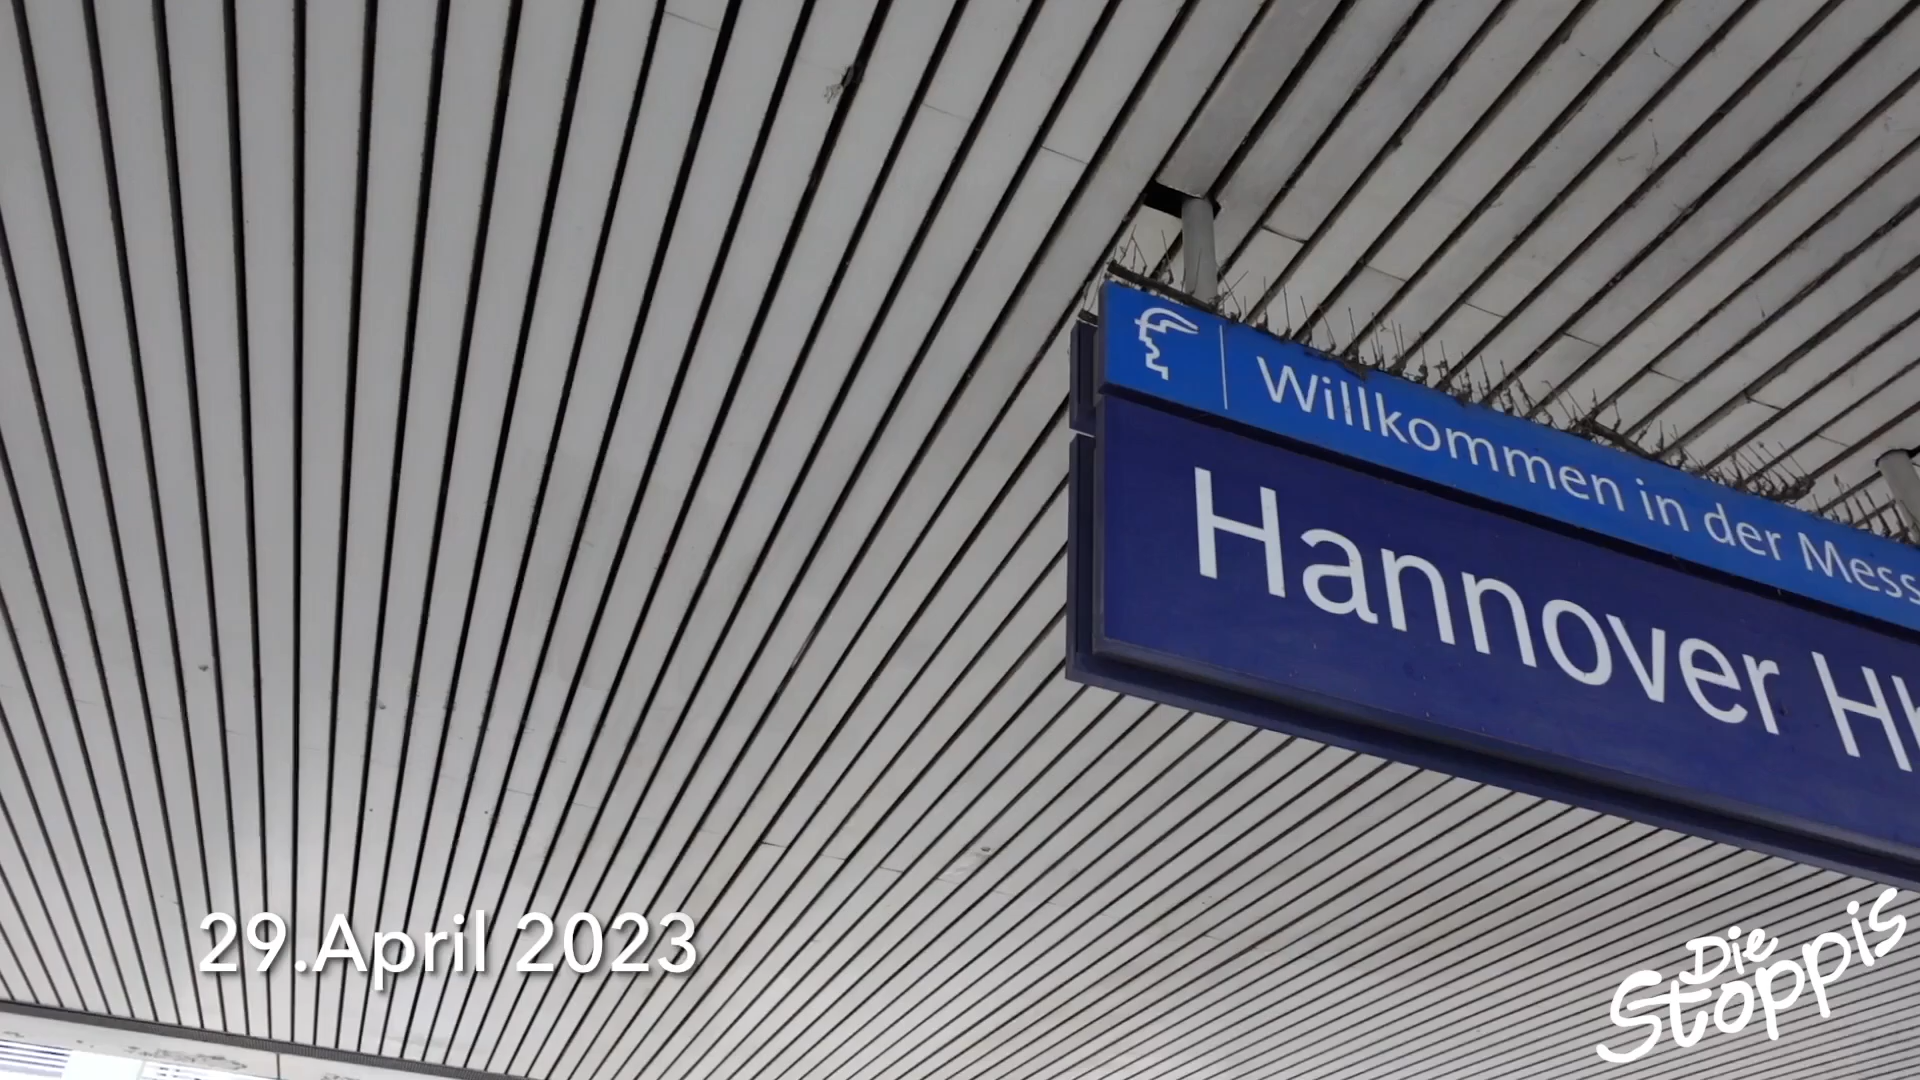 Willkommen in der Mess
Hannover H
29.April 2023
Die
Stoppis